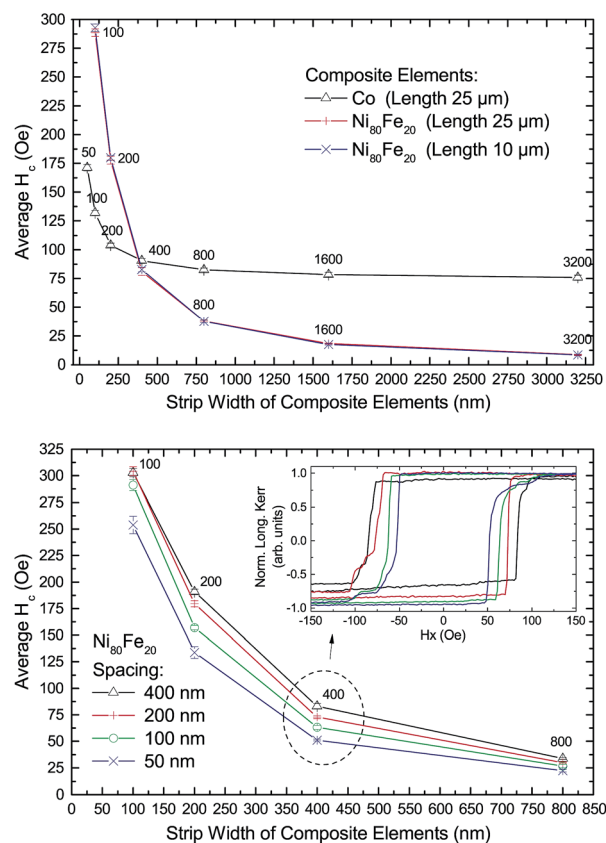 300
275
250
225
200
175
150
125
100
75
50
25
0
Average H_c (Oe)
100
200
50
100
200
400
800
1600
3200
800
1600
3200
Composite Elements:
Co (Length 25 µm)
Ni₈₀Fe₂₀ (Length 25 µm)
Ni₈₀Fe₂₀ (Length 10 µm)
0 250 500 750 1000 1250 1500 1750 2000 2250 2500 2750 3000 3250
Strip Width of Composite Elements (nm)
325
300
275
250
225
200
175
150
125
100
75
50
25
0
Average H_c (Oe)
100
200
400
800
Ni₈₀Fe₂₀
Spacing:
400 nm
200 nm
100 nm
50 nm
Norm. Long. Kerr
(arb. units)
1.0
0.5
0.0
-0.5
-1.0
-150 -100 -50 0 50 100 150
Hx (Oe)
0 50 100 150 200 250 300 350 400 450 500 550 600 650 700 750 800 850
Strip Width of Composite Elements (nm)